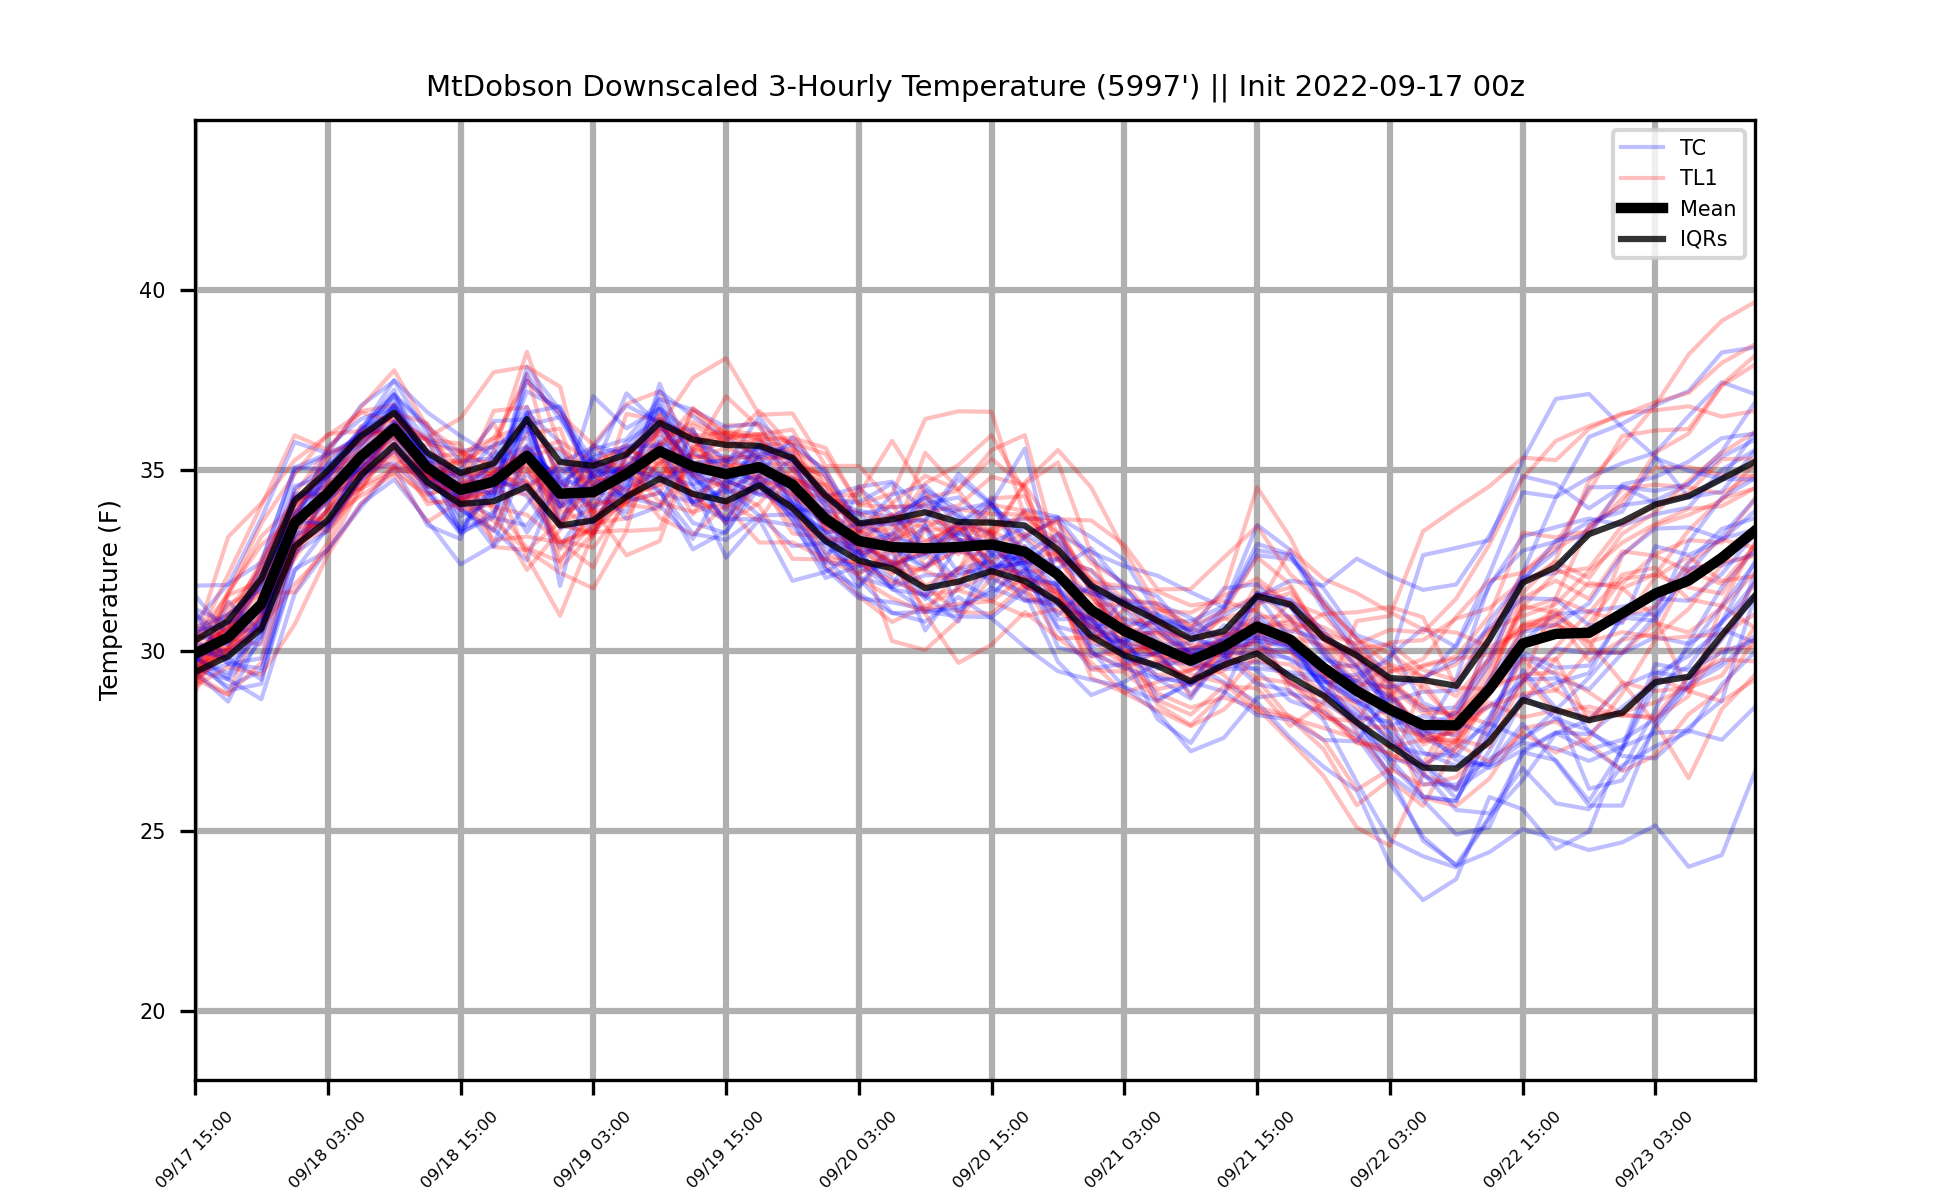 MtDobson Downscaled 3-Hourly Temperature (5997') || Init 2022-09-17 00z
TC
TL1
Mean
IQRs
Temperature (F)
40
35
30
25
20
09/17 15:00
09/18 03:00
09/18 15:00
09/19 03:00
09/19 15:00
09/20 03:00
09/20 15:00
09/21 03:00
09/21 15:00
09/22 03:00
09/22 15:00
09/23 03:00